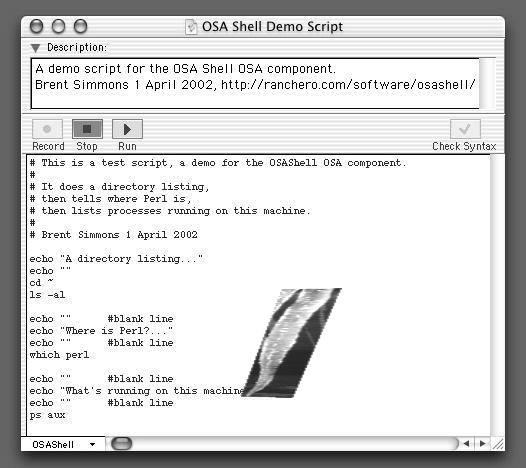 OSA Shell Demo Script
Description:
A demo script for the OSA Shell OSA component.
Brent Simmons 1 April 2002, http://ranchero.com/software/osashell/
Record Stop Run Check Syntax
# This is a test script, a demo for the OSAShell OSA component.
#
# It does a directory listing,
# then tells where Perl is,
# then lists processes running on this machine.
#
# Brent Simmons 1 April 2002
echo "A directory listing..."
echo ""
cd ~
ls -al
echo "" #blank line
echo "Where is Perl?..."
echo "" #blank line
which perl
echo "" #blank line
echo "What's running on this machine
echo "" #blank line
ps aux
OSAShell